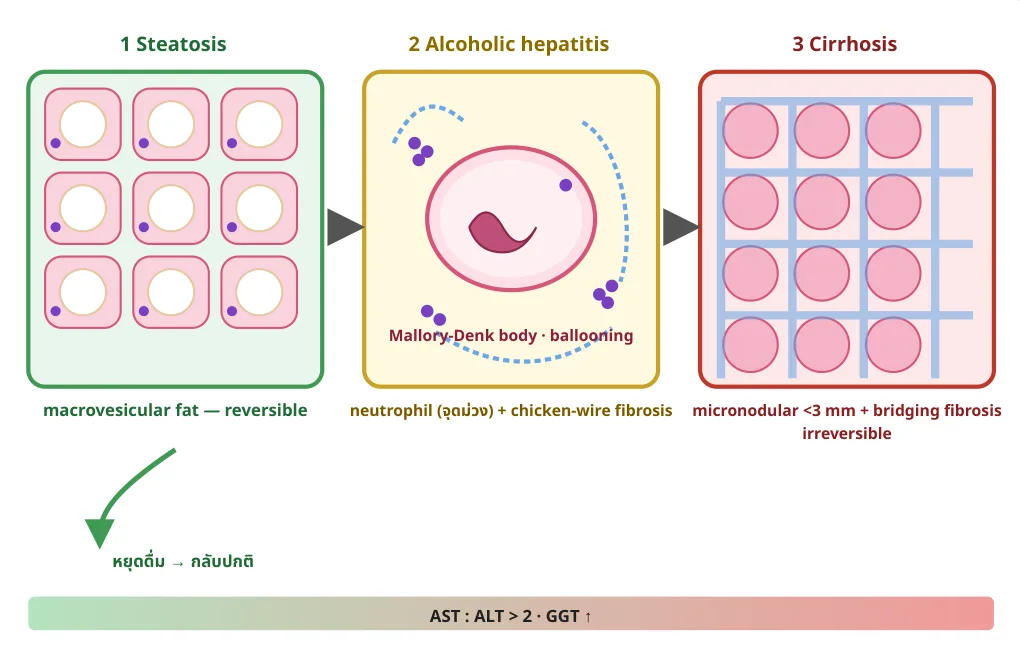 1 Steatosis
2 Alcoholic hepatitis
3 Cirrhosis
Mallory-Denk body · ballooning
macrovesicular fat — reversible
neutrophil (จุดม่วง) + chicken-wire fibrosis
micronodular <3 mm + bridging fibrosis
irreversible
หยุดดื่ม → กลับปกติ
AST : ALT > 2 · GGT ↑